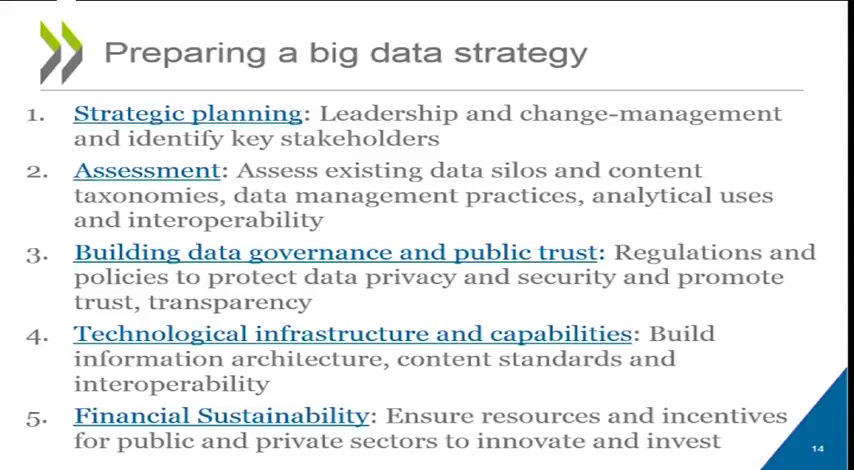 Preparing a big data strategy
1. Strategic planning: Leadership and change-management
and identify key stakeholders
2. Assessment: Assess existing data silos and content
taxonomies, data management practices, analytical uses
and interoperability
3. Building data governance and public trust: Regulations and
policies to protect data privacy and security and promote
trust, transparency
4. Technological infrastructure and capabilities: Build
information architecture, content standards and
interoperability
5. Financial Sustainability: Ensure resources and incentives
for public and private sectors to innovate and invest
14